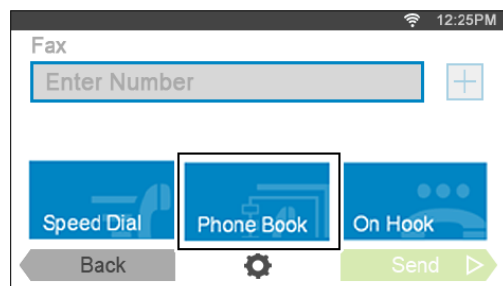 12:25PM
Fax
Enter Number
Speed Dial Phone Book On Hook
Back Send